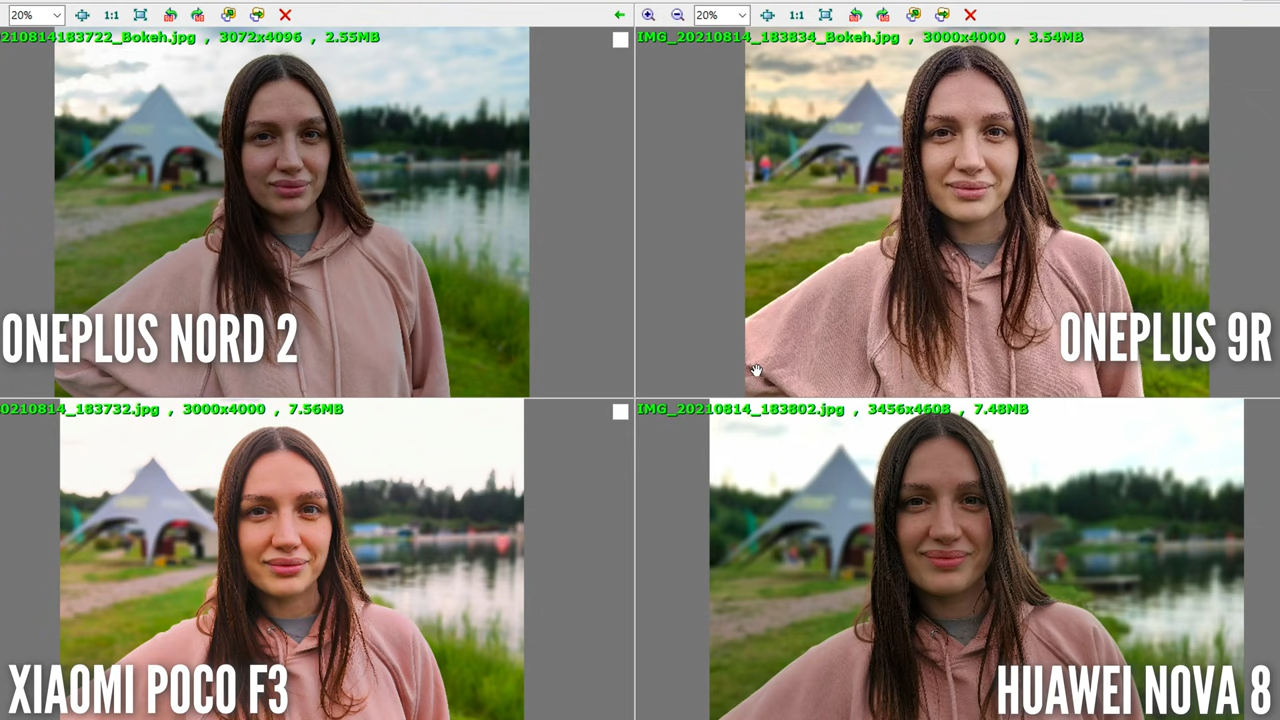 20%
1:1
20%
1:1
210814183722_Bokeh.jpg , 3072x4096 , 2.55MB
IMG_20210814_183834_Bokeh.jpg , 3000x4000 , 3.54MB
ONEPLUS NORD 2
ONEPLUS 9R
0210814_183732.jpg , 3000x4000 , 7.56MB
IMG_20210814_183802.jpg , 3456x4608 , 7.48MB
XIAOMI POCO F3
HUAWEI NOVA 8